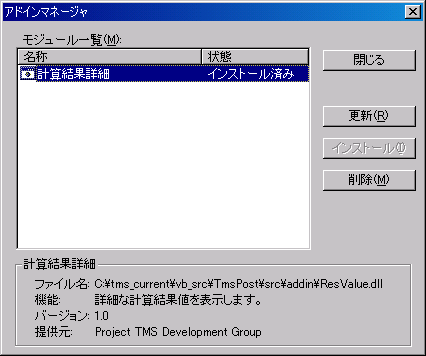 アドインマネージャ
モジュール一覧(M):
名称 状態
計算結果詳細 インストール済み
閉じる
更新(R)
インストール(I)
削除(M)
計算結果詳細
ファイル名: C:¥tms_current¥vb_src¥TmsPost¥src¥addin¥ResValue.dll
機能: 詳細な計算結果値を表示します。
バージョン: 1.0
提供元: Project TMS Development Group